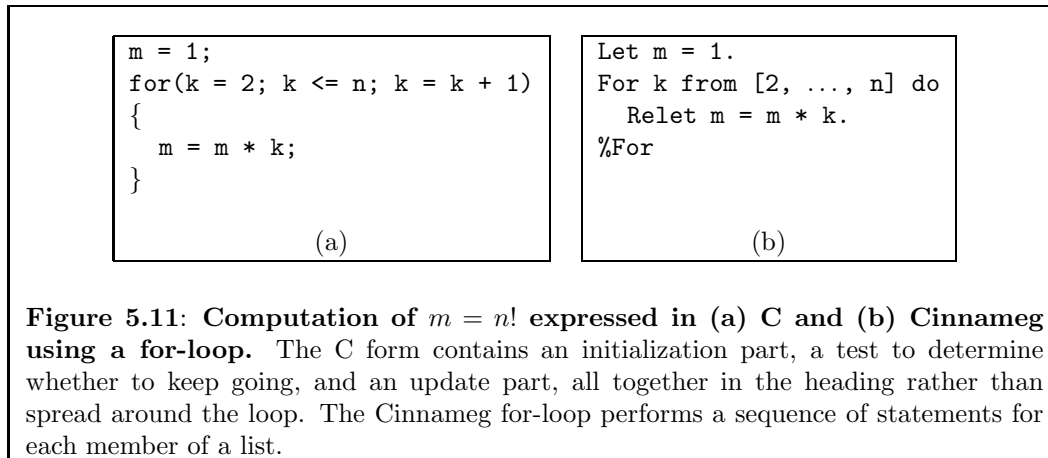 m = 1;
for(k = 2; k <= n; k = k + 1)
{
  m = m * k;
}
(a)
Let m = 1.
For k from [2, ..., n] do
  Relet m = m * k.
%For
(b)
Figure 5.11: Computation of m = n! expressed in (a) C and (b) Cinnameg
using a for-loop. The C form contains an initialization part, a test to determine
whether to keep going, and an update part, all together in the heading rather than
spread around the loop. The Cinnameg for-loop performs a sequence of statements for
each member of a list.